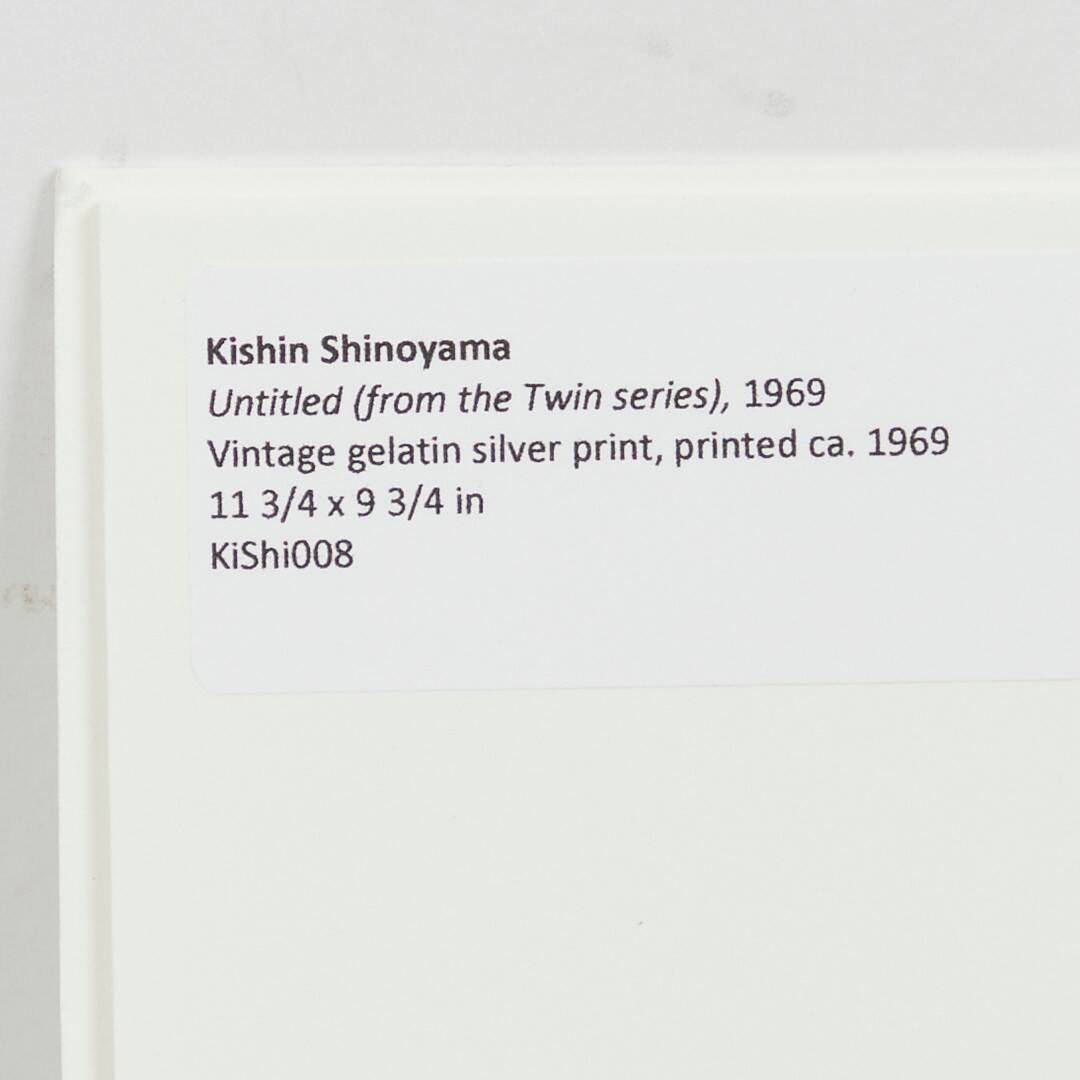 Kishin Shinoyama
Untitled (from the Twin series), 1969
Vintage gelatin silver print, printed ca. 1969
11 3/4 x 9 3/4 in
KiShi008